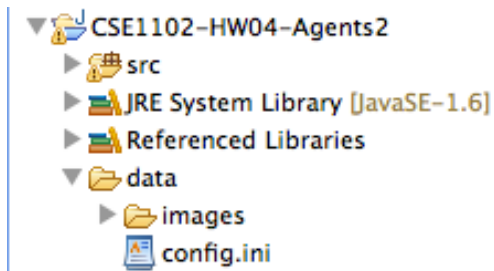 CSE1102-HW04-Agents2
src
JRE System Library [JavaSE-1.6]
Referenced Libraries
data
images
config.ini